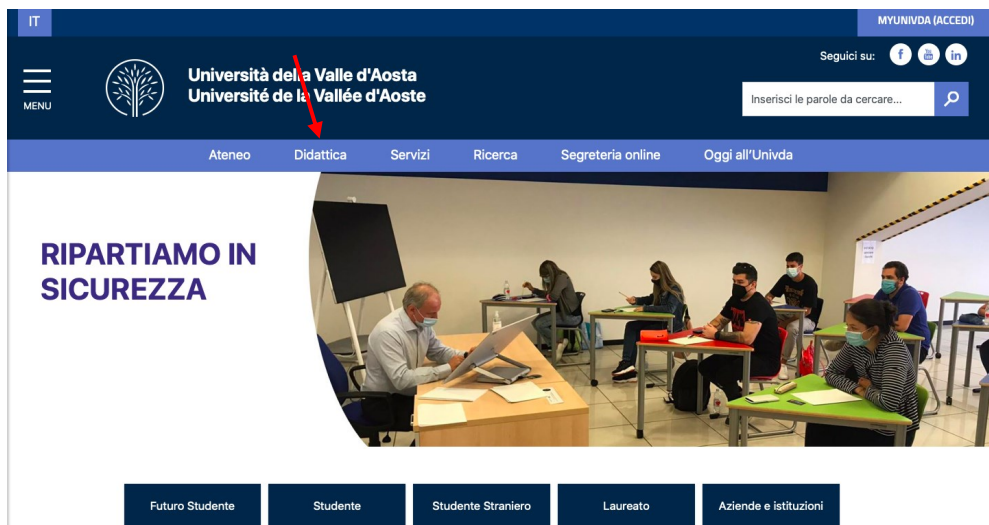 IT
MYUNIVDA (ACCEDI)
Seguici su:
MENU
Università della Valle d'Aosta
Université de la Vallée d'Aoste
Inserisci le parole da cercare...
Ateneo Didattica Servizi Ricerca Segreteria online Oggi all'Univda
RIPARTIAMO IN
SICUREZZA
Futuro Studente Studente Studente Straniero Laureato Aziende e istituzioni